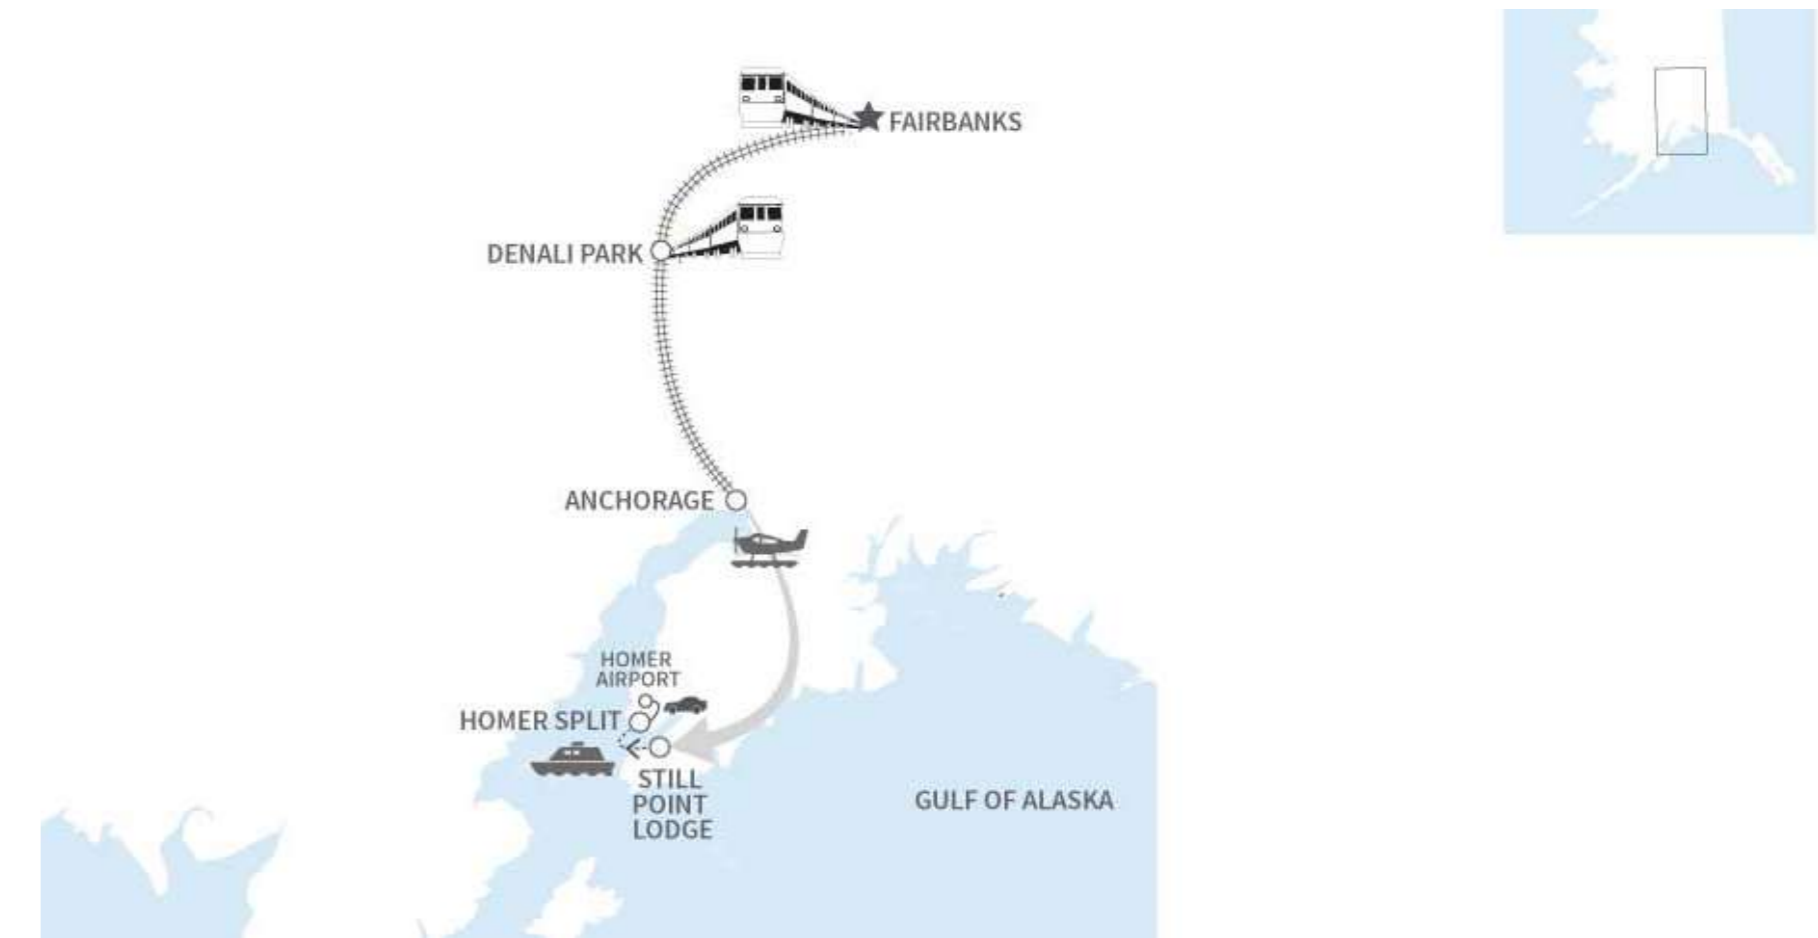 FAIRBANKS
DENALI PARK
ANCHORAGE
HOMER
AIRPORT
HOMER SPLIT
STILL
POINT
LODGE
GULF OF ALASKA